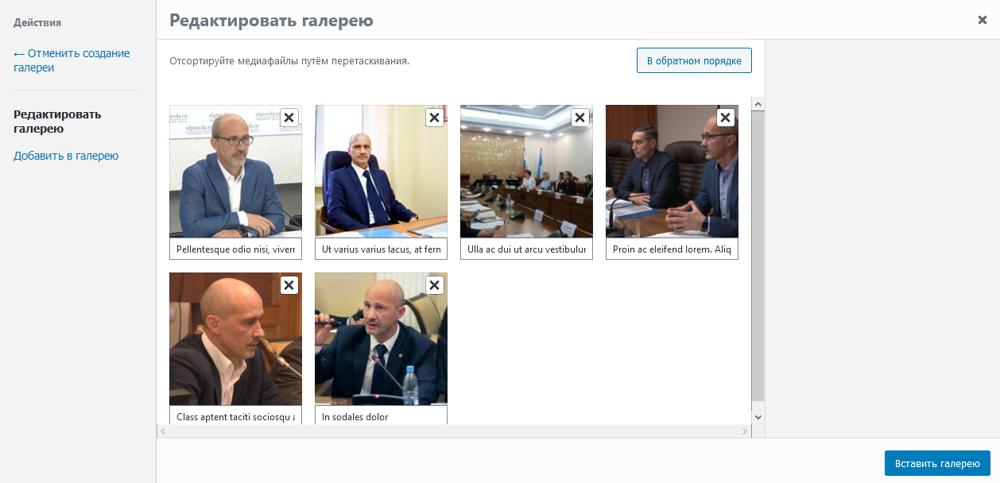 Действия
← Отменить создание
галереи
Редактировать
галерею
Добавить в галерею
Редактировать галерею
Отсортируйте медиафайлы путём перетаскивания.
В обратном порядке
Pellentesque odio nisi, viverr
Ut varius varius lacus, at fern
Ulla ac dui ut arcu vestibulur
Proin ac eleifend lorem. Aliq
Class aptent taciti sociosqu a
In sodales dolor
Вставить галерею